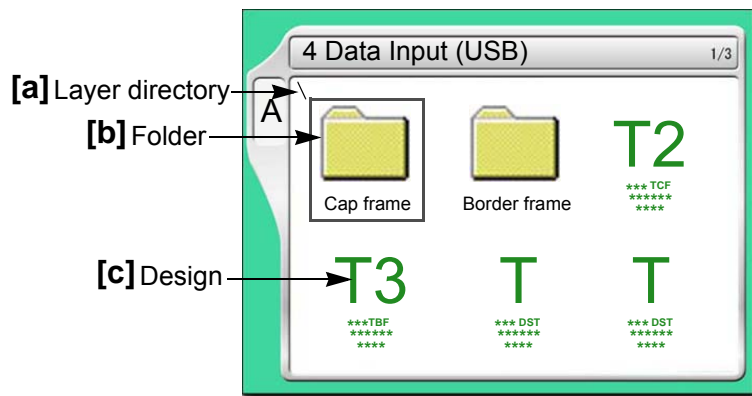 4 Data Input (USB) 1/3
[a] Layer directory
\
A
[b] Folder
T2
*** TCF
******
****
Cap frame
Border frame
[c] Design
T3
T
T
***TBF
*** DST
*** DST
******
******
******
****
****
****